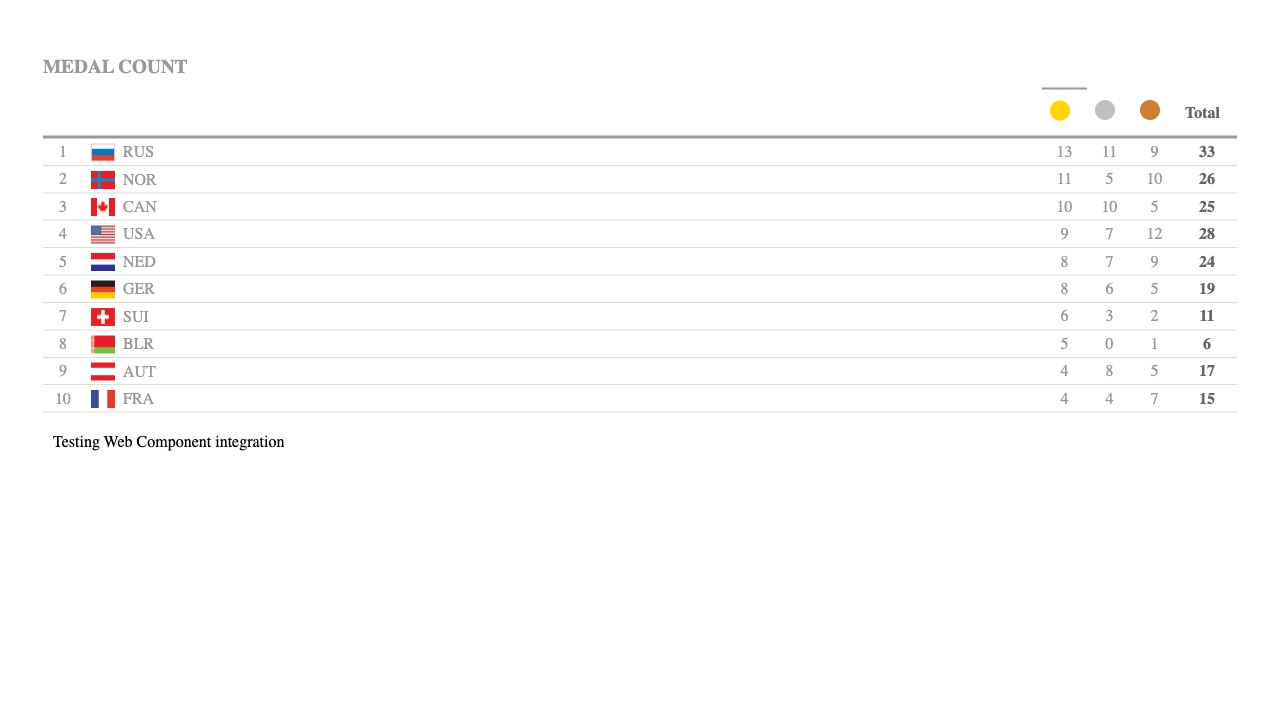 MEDAL COUNT
Total
1 RUS 13 11 9 33
2 NOR 11 5 10 26
3 CAN 10 10 5 25
4 USA 9 7 12 28
5 NED 8 7 9 24
6 GER 8 6 5 19
7 SUI 6 3 2 11
8 BLR 5 0 1 6
9 AUT 4 8 5 17
10 FRA 4 4 7 15
Testing Web Component integration